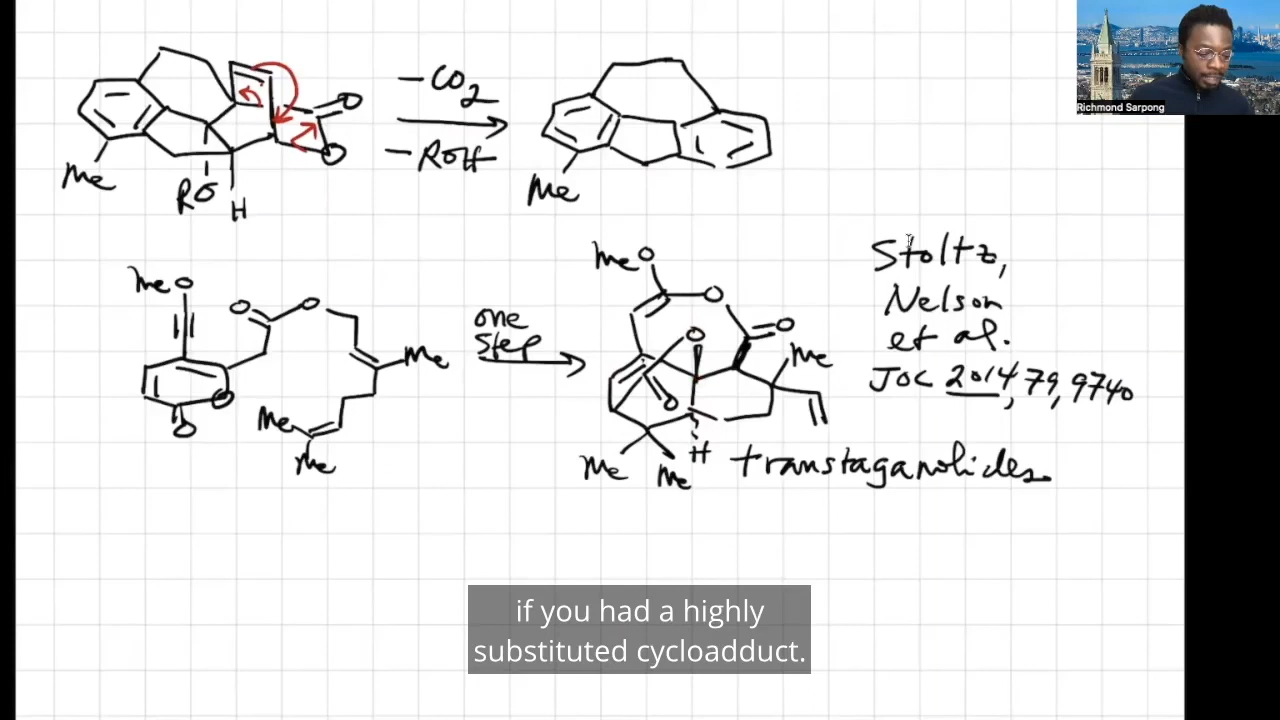 Richmond Sarpong
-CO2
-ROH
O
O
Me
RO
H
Me
MeO
O
O
O
O
Me
Me
Me
one
step
MeO
O
O
O
O
Me
H
Me
Me
Stoltz,
Nelson
et al.
JOC 2014, 79, 9740
transtaganolides.
if you had a highly
substituted cycloadduct.